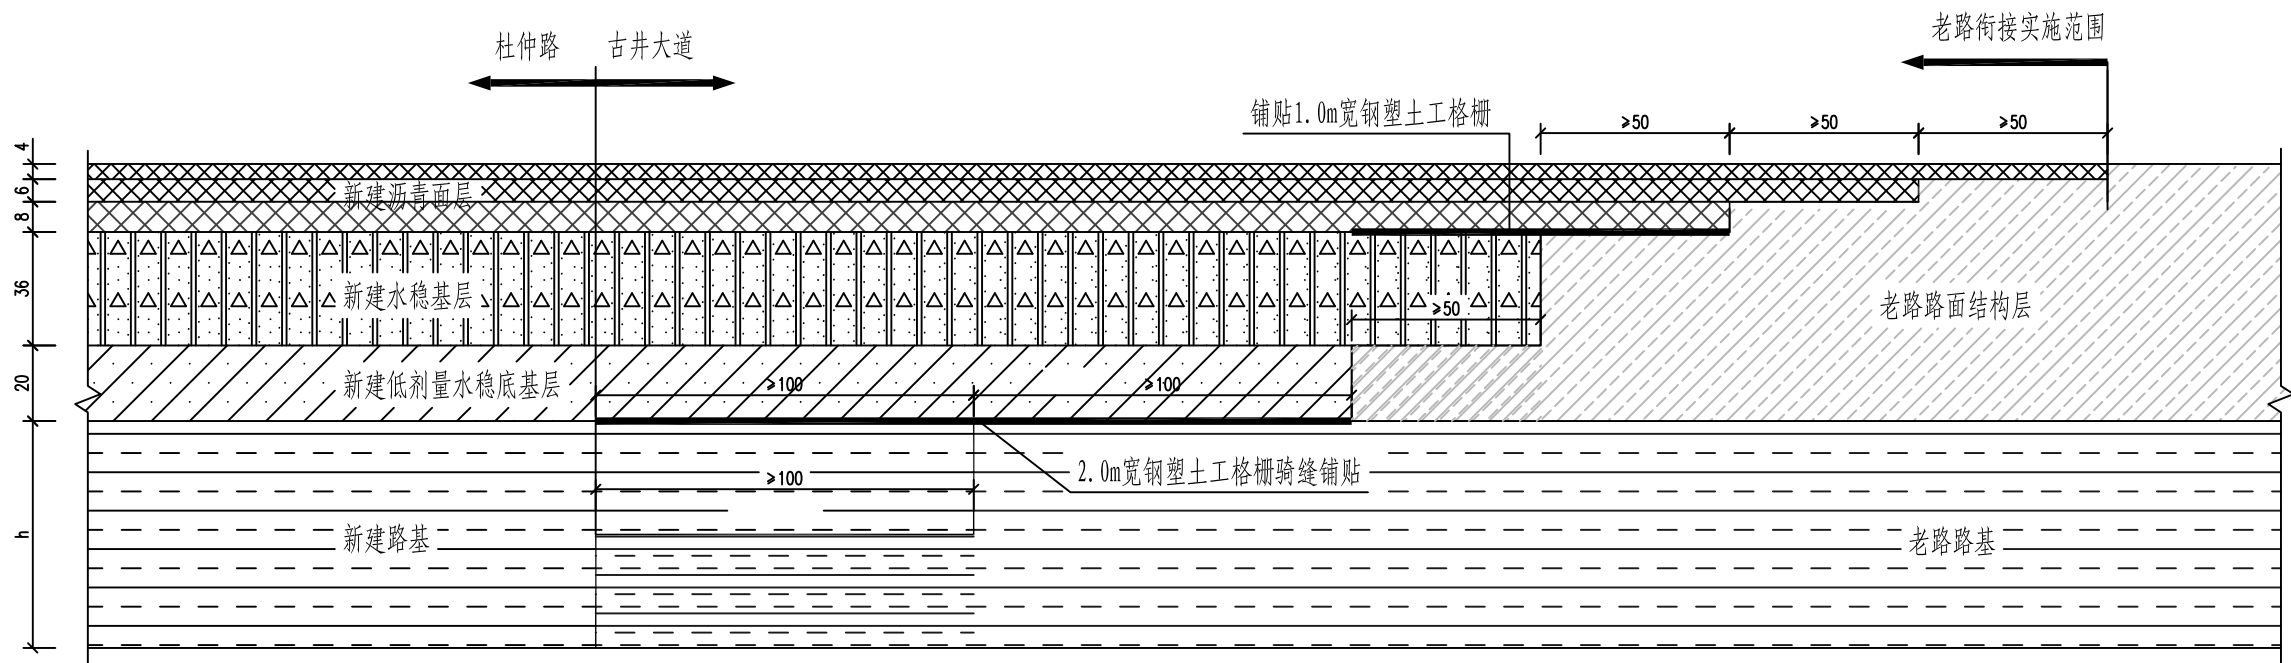 老路衔接实施范围
杜仲路 古井大道
铺贴1.0m宽钢塑土工格栅
≥50 ≥50 ≥50
4
6
新建沥青面层
8
36
新建水稳基层
≥50
老路路面结构层
20
新建低剂量水稳底基层
≥100 ≥100
2.0m宽钢塑土工格栅骑缝铺贴
≥100
h
新建路基
老路路基